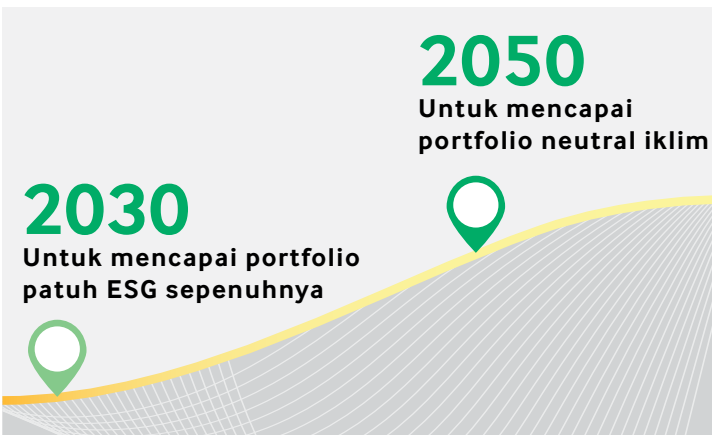 2050
Untuk mencapai
portfolio neutral iklim
2030
Untuk mencapai portfolio
patuh ESG sepenuhnya